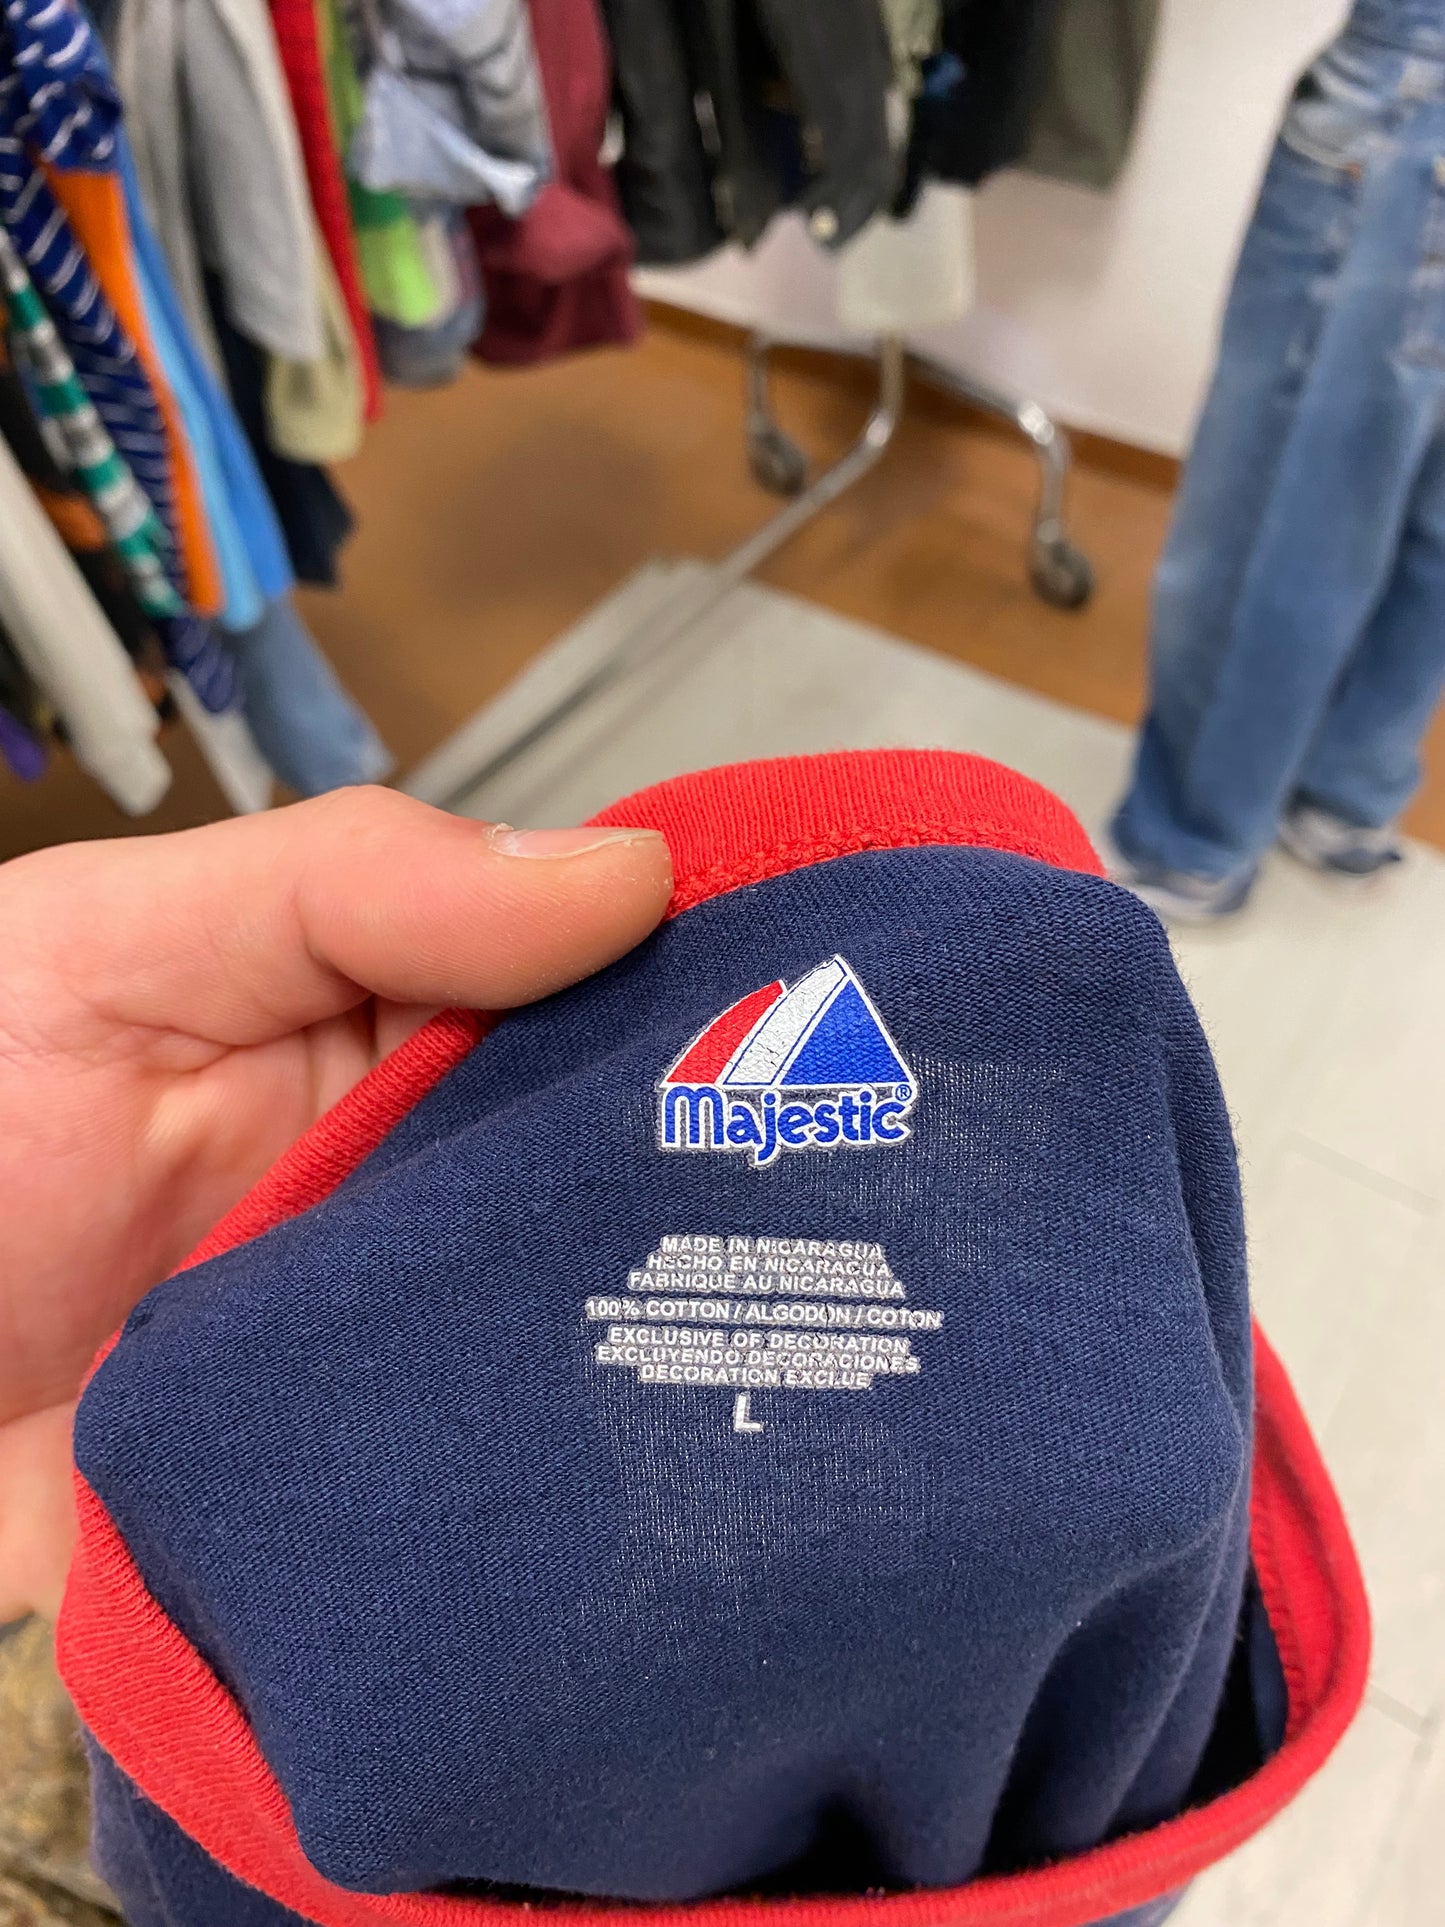 Majestic®
MADE IN NICARAGUA
HECHO EN NICARAGUA
FABRIQUE AU NICARAGUA
100% COTTON / ALGODON / COTON
EXCLUSIVE OF DECORATION
EXCLUYENDO DECORACIONES
DECORATION EXCLUE
L